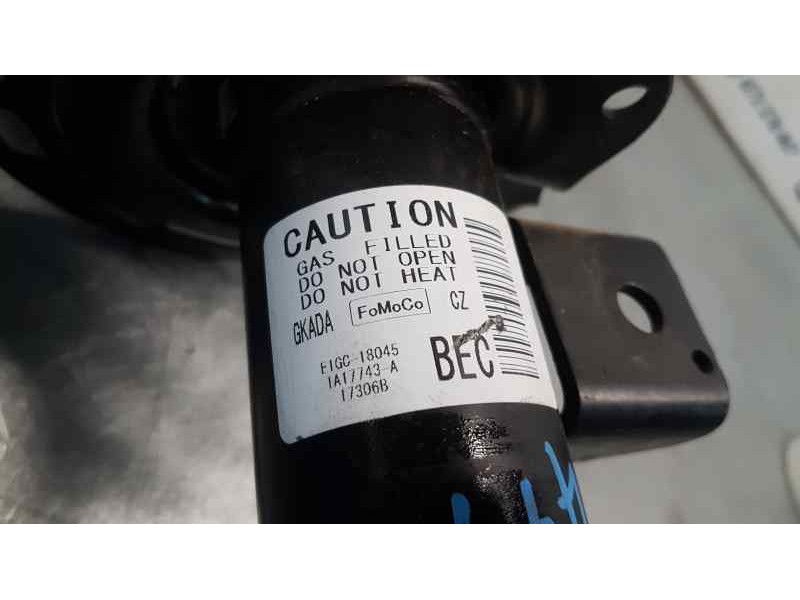 CAUTION
GAS FILLED
DO NOT OPEN
DO NOT HEAT
GKADA FoMoCo CZ
F1GC-18045 BEC
1A17743-A
17306B